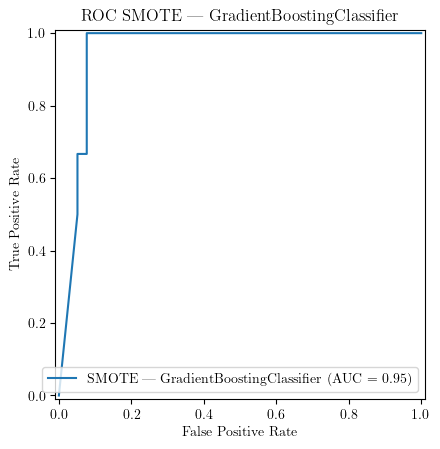 ROC SMOTE — GradientBoostingClassifier
1.0
0.8
0.6
0.4
0.2
0.0
True Positive Rate
SMOTE — GradientBoostingClassifier (AUC = 0.95)
0.0 0.2 0.4 0.6 0.8 1.0
False Positive Rate